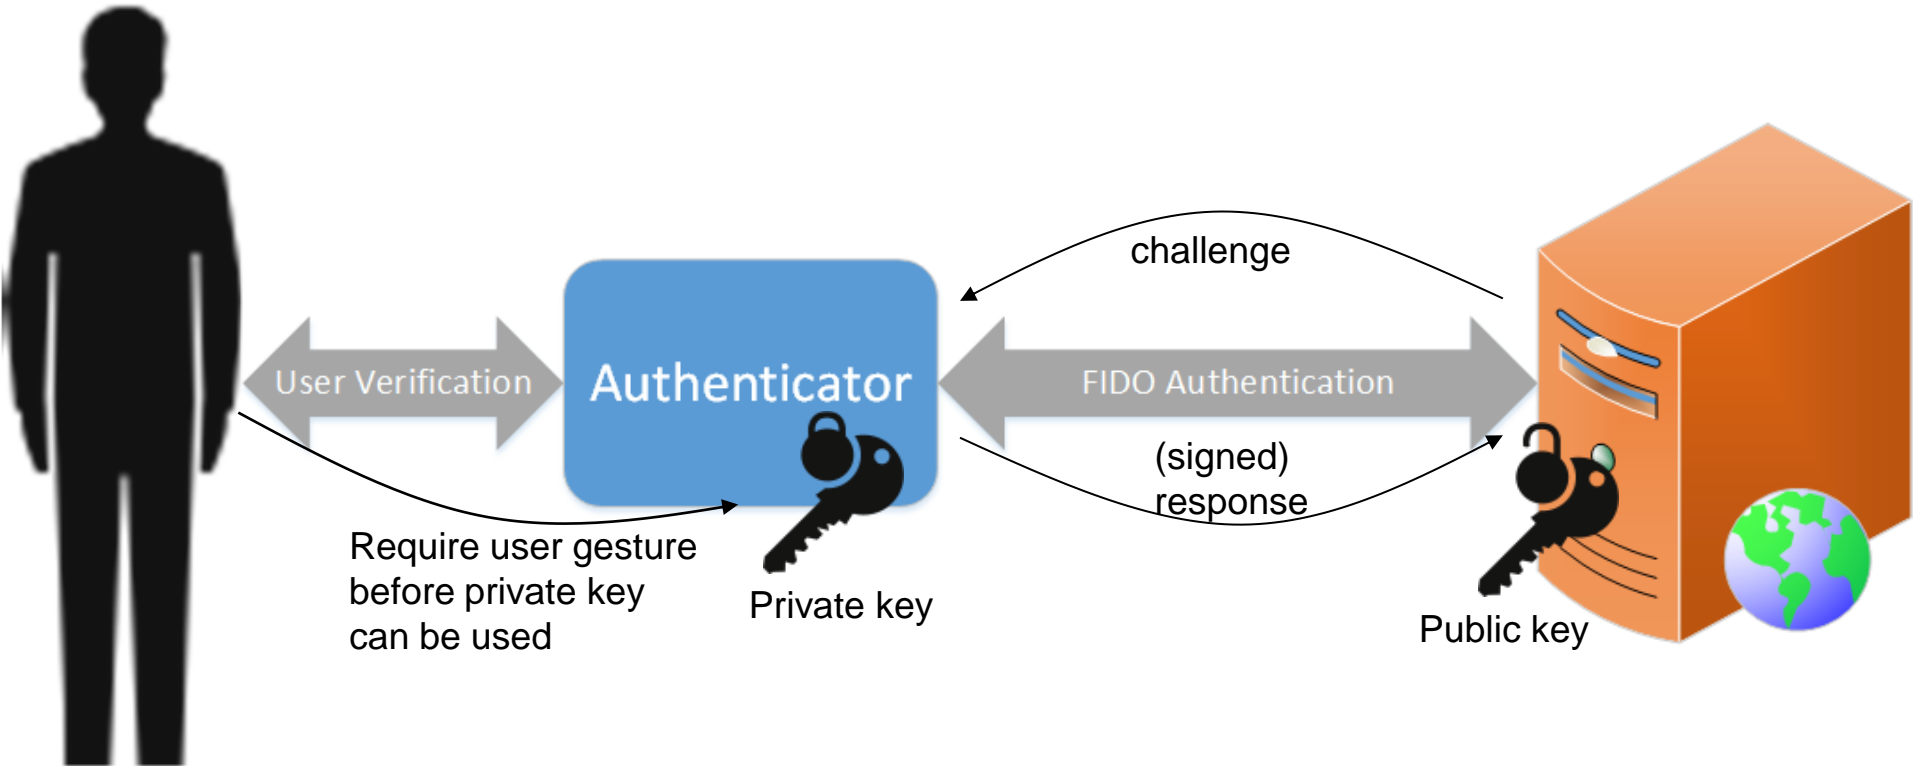 challenge
User Verification
Authenticator
FIDO Authentication
(signed)
response
Require user gesture
before private key
can be used
Private key
Public key